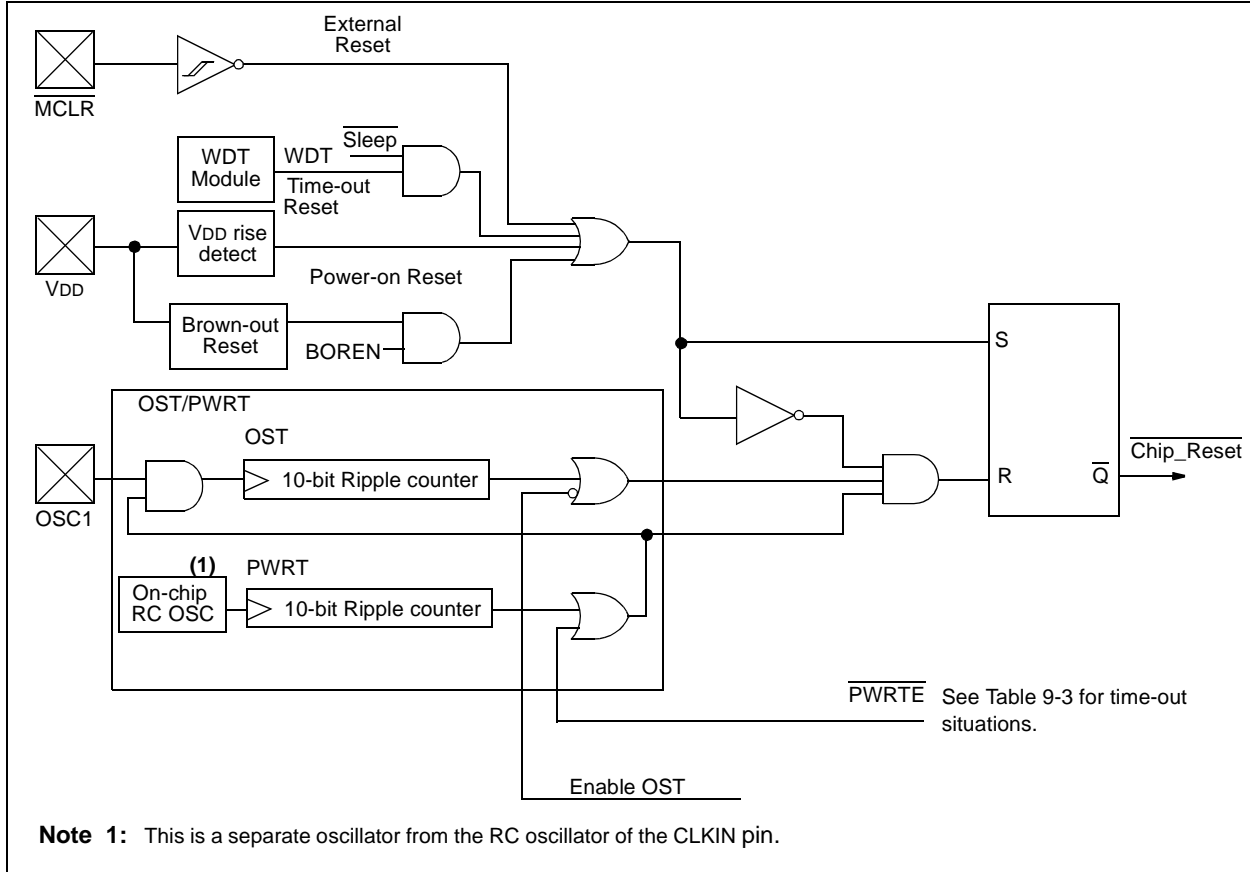 External
Reset
MCLR
Sleep
WDT
Module
WDT
Time-out
Reset
VDD rise
detect
VDD
Power-on Reset
Brown-out
Reset
BOREN
S
OST/PWRT
OST
Chip_Reset
10-bit Ripple counter
R
Q
OSC1
(1)
PWRT
On-chip
RC OSC
10-bit Ripple counter
PWRTE
See Table 9-3 for time-out
situations.
Enable OST
Note 1: This is a separate oscillator from the RC oscillator of the CLKIN pin.